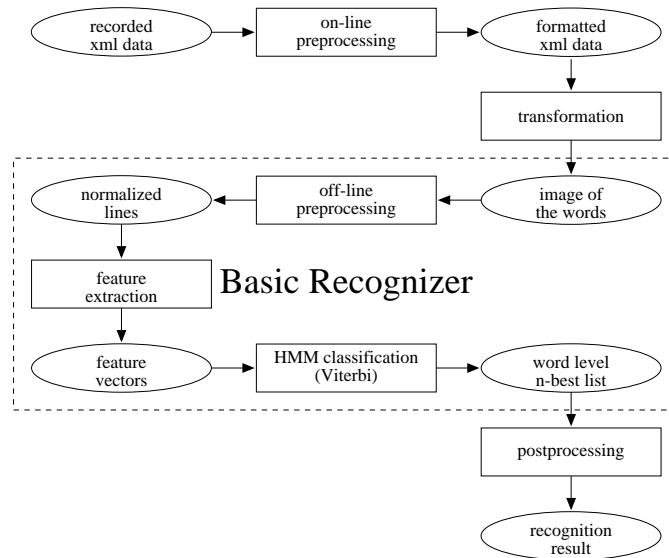 recorded
xml data
on-line
preprocessing
formatted
xml data
transformation
image of
the words
off-line
preprocessing
normalized
lines
feature
extraction
Basic Recognizer
feature
vectors
HMM classification
(Viterbi)
word level
n-best list
postprocessing
recognition
result